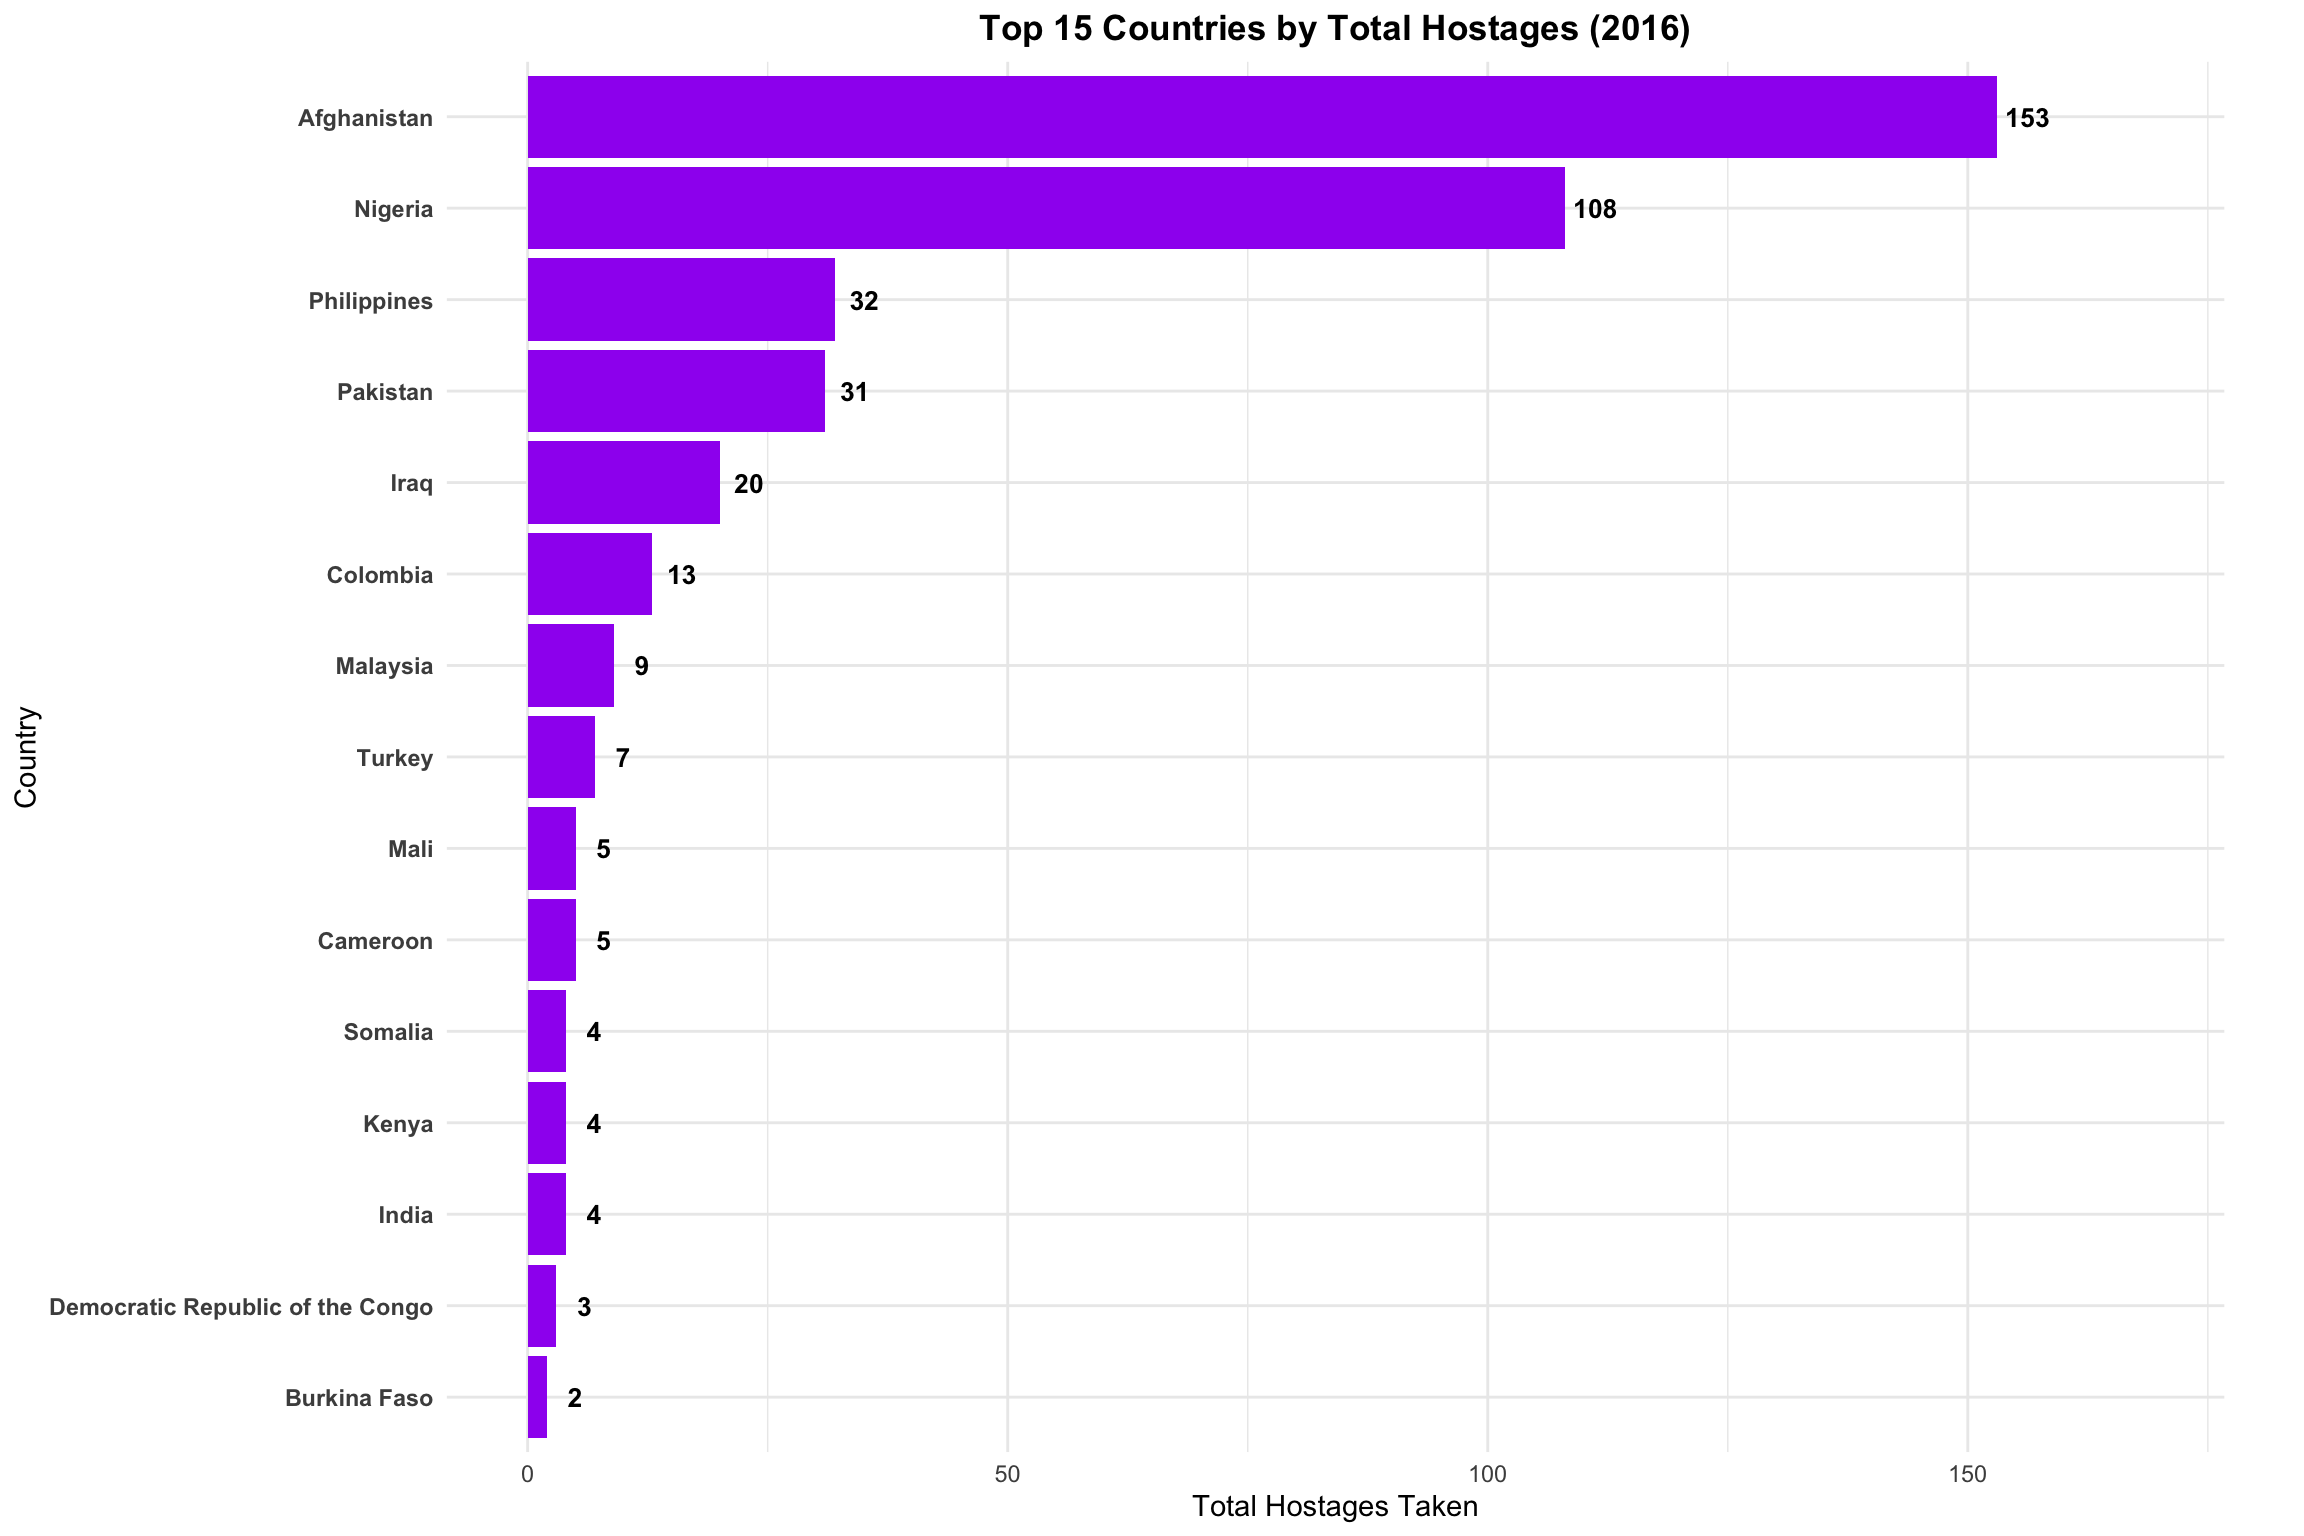 Top 15 Countries by Total Hostages (2016)
Afghanistan 153
Nigeria 108
Philippines 32
Pakistan 31
Iraq 20
Colombia 13
Malaysia 9
Turkey 7
Mali 5
Cameroon 5
Somalia 4
Kenya 4
India 4
Democratic Republic of the Congo 3
Burkina Faso 2
Country
0 50 100 150
Total Hostages Taken